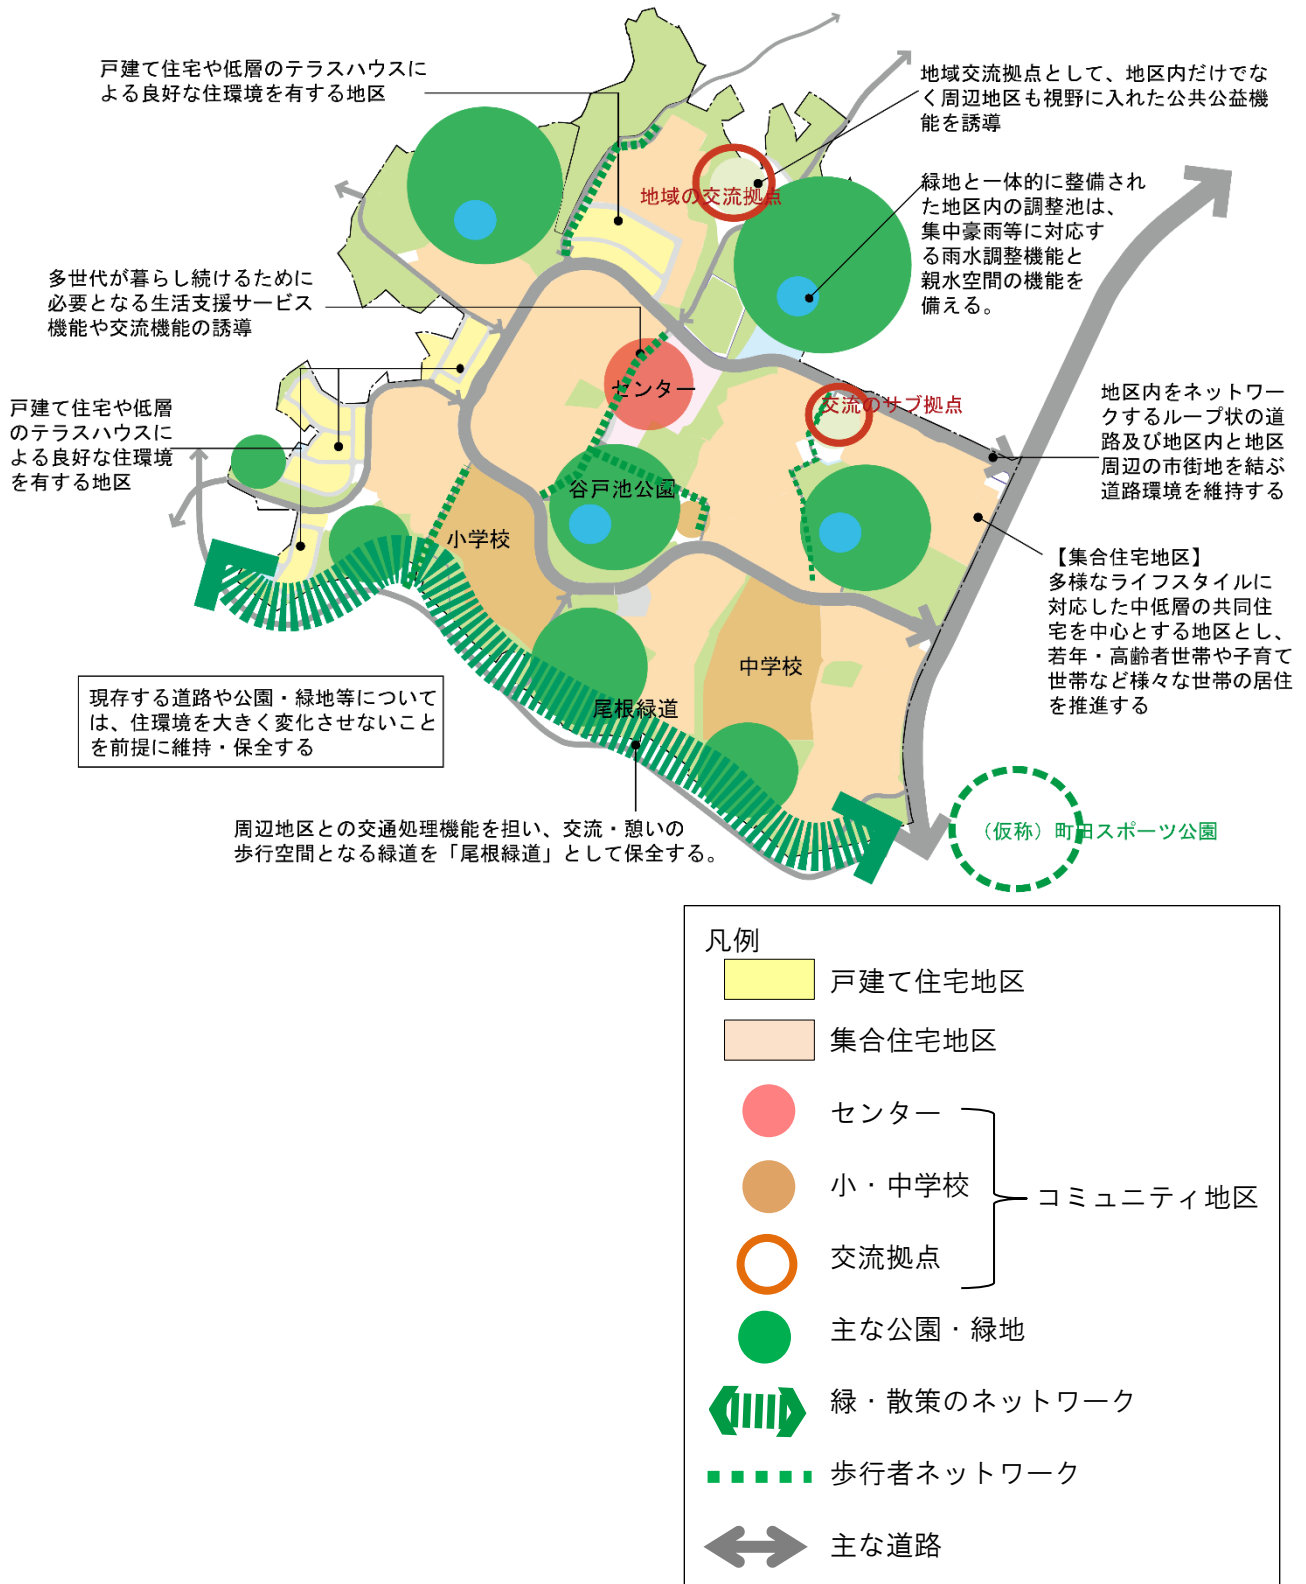 戸建て住宅や低層のテラスハウスに
よる良好な住環境を有する地区
地域交流拠点として、地区内だけでな
く周辺地区も視野に入れた公共公益機
能を誘導
地域の交流拠点
緑地と一体的に整備され
た地区内の調整池は、
集中豪雨等に対応す
る雨水調整機能と
親水空間の機能を
備える。
多世代が暮らし続けるために
必要となる生活支援サービス
機能や交流機能の誘導
センター
交流のサブ拠点
戸建て住宅や低層
のテラスハウスに
よる良好な住環境
を有する地区
地区内をネットワー
クするループ状の道
路及び地区内と地区
周辺の市街地を結ぶ
道路環境を維持する
谷戸池公園
小学校
【集合住宅地区】
多様なライフスタイルに
対応した中低層の共同住
宅を中心とする地区とし、
若年・高齢者世帯や子育て
世帯など様々な世帯の居住
を推進する
中学校
尾根緑道
現存する道路や公園・緑地等について
は、住環境を大きく変化させないこと
を前提に維持・保全する
周辺地区との交通処理機能を担い、交流・憩いの
歩行空間となる緑道を「尾根緑道」として保全する。
（仮称）町田スポーツ公園
凡例
戸建て住宅地区
集合住宅地区
センター
小・中学校
コミュニティ地区
交流拠点
主な公園・緑地
緑・散策のネットワーク
歩行者ネットワーク
主な道路